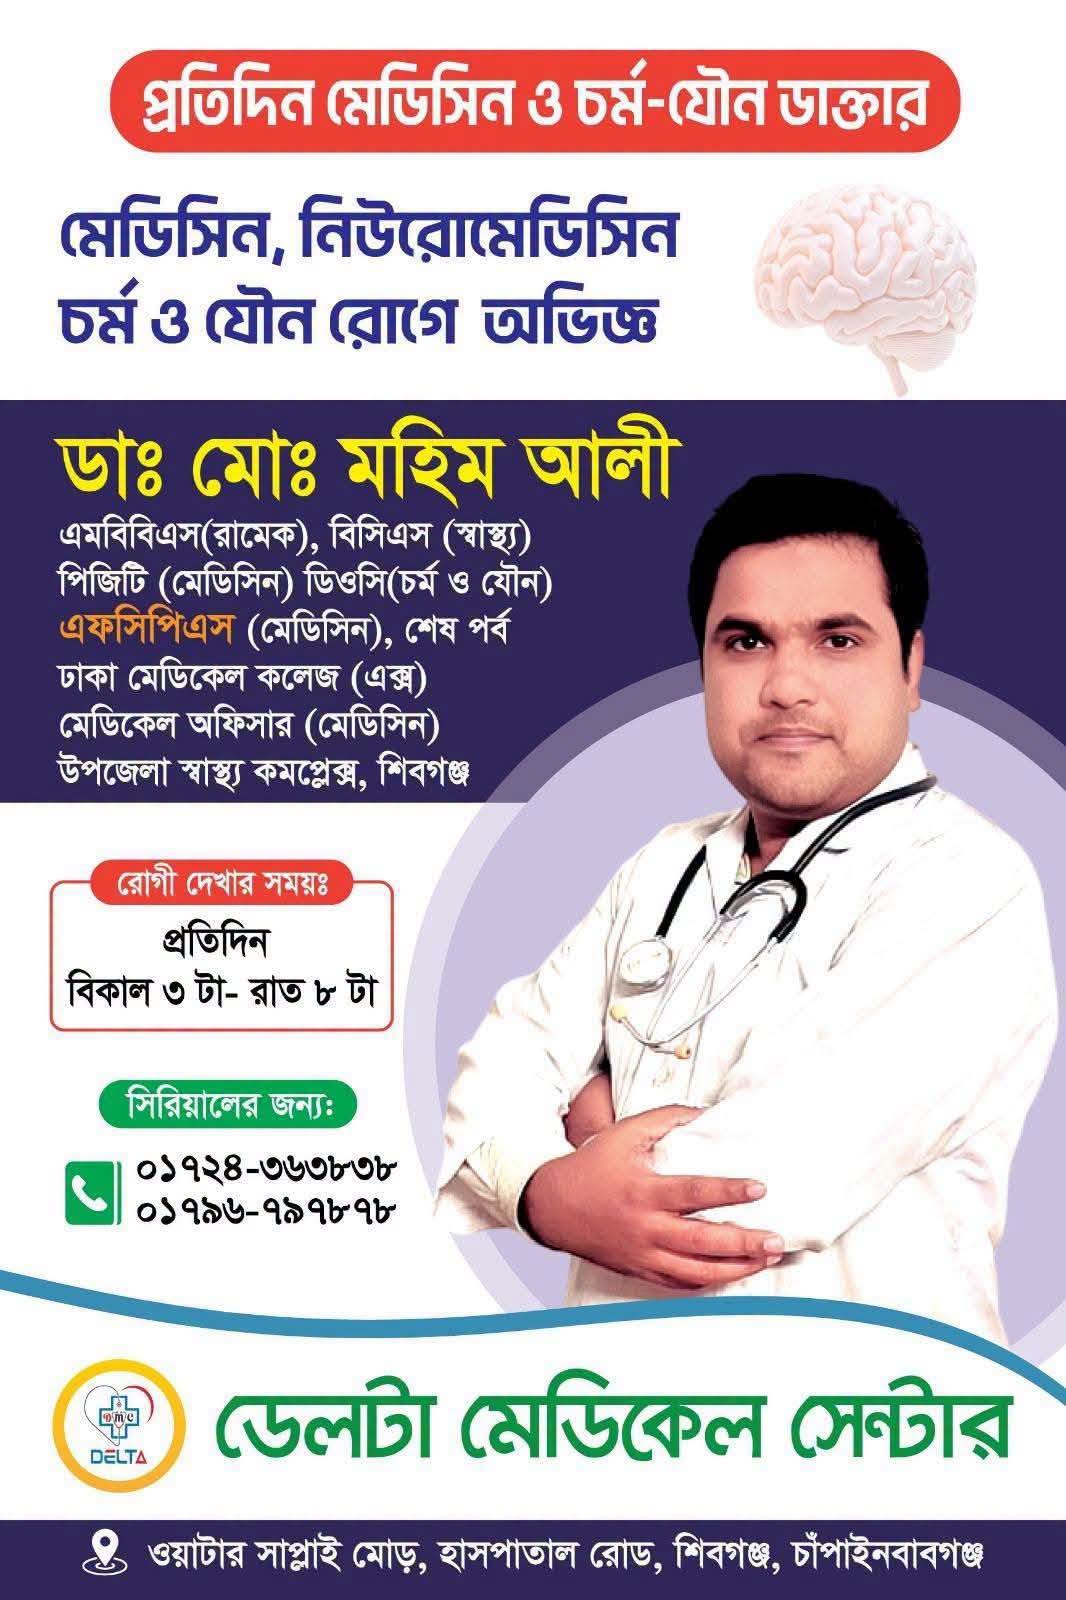 প্রতিদিন মেডিসিন ও চর্ম-যৌন ডাক্তার
মেডিসিন, নিউরোমেডিসিন
চর্ম ও যৌন রোগে অভিজ্ঞ
ডাঃ মোঃ মহিম আলী
এমবিবিএস(রামেক), বিসিএস (স্বাস্থ্য)
পিজিটি (মেডিসিন) ডিওসি(চর্ম ও যৌন)
এফসিপিএস (মেডিসিন), শেষ পর্ব
ঢাকা মেডিকেল কলেজ (এক্স)
মেডিকেল অফিসার (মেডিসিন)
উপজেলা স্বাস্থ্য কমপ্লেক্স, শিবগঞ্জ
রোগী দেখার সময়ঃ
প্রতিদিন
বিকাল ৩ টা- রাত ৮ টা
সিরিয়ালের জন্য:
০১৭২৪-৩৬৩৮৩৮
০১৭৯৬-৭৯৭৮৭৮
DMC
DELTA
ডেলটা মেডিকেল সেন্টার
ওয়াটার সাপ্লাই মোড়, হাসপাতাল রোড, শিবগঞ্জ, চাঁপাইনবাবগঞ্জ